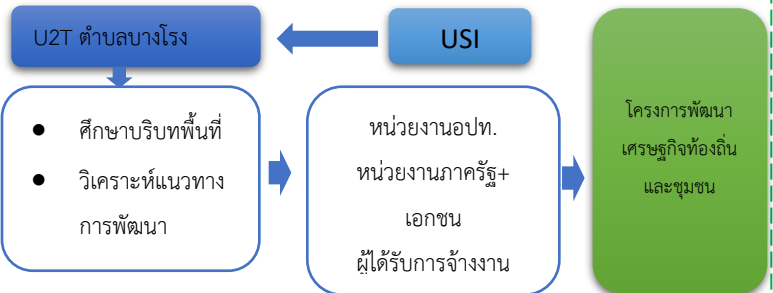 U2T ตำบลบางโรง
USI
● ศึกษาบริบทพื้นที่
● วิเคราะห์แนวทาง
การพัฒนา
หน่วยงานอปท.
หน่วยงานภาครัฐ+
เอกชน
ผู้ได้รับการจ้างงาน
โครงการพัฒนา
เศรษฐกิจท้องถิ่น
และชุมชน